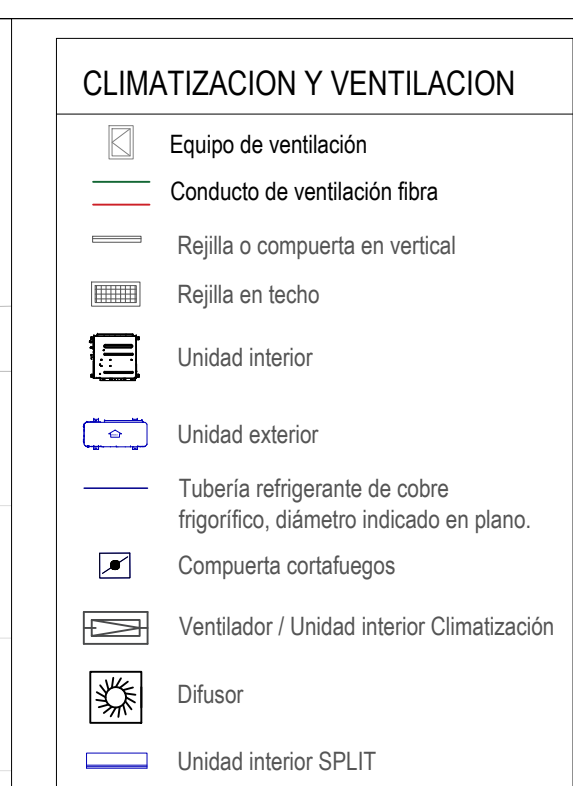 CLIMATIZACION Y VENTILACION
Equipo de ventilación
Conducto de ventilación fibra
Rejilla o compuerta en vertical
Rejilla en techo
Unidad interior
Unidad exterior
Tubería refrigerante de cobre
frigorífico, diámetro indicado en plano.
Compuerta cortafuegos
Ventilador / Unidad interior Climatización
Difusor
Unidad interior SPLIT